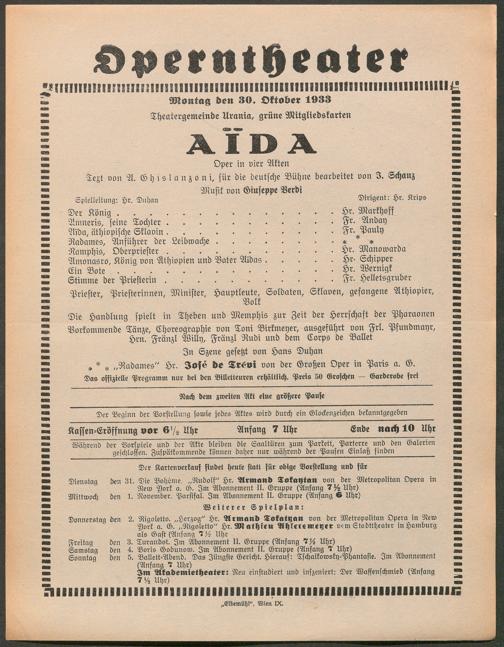 Operntheater
Montag den 30. Oktober 1933
Theatergemeinde Urania, grüne Mitgliedskarten
AÏDA
Oper in vier Akten
Text von A. Ghislanzoni, für die deutsche Bühne bearbeitet von J. Schanz
Musik von Giuseppe Verdi
Spielleitung: Hr. Duhan Dirigent: Hr. Krips
Der König . . . . . . . . . . Hr. Markhoff
Amneris, seine Tochter . . . . . . . . . . Fr. Anday
Aïda, äthiopische Sklavin . . . . . . . . . . Fr. Pauly
Radames, Anführer der Leibwache . . . . . . . . . . * * *
Ramphis, Oberpriester . . . . . . . . . . Hr. Manowarda
Amonasro, König von Äthiopien und Vater Aïdas . . . . . . . . . . Hr. Schipper
Ein Bote . . . . . . . . . . Hr. Wernigk
Stimme der Priesterin . . . . . . . . . . Fr. Helletsgruber
Priester, Priesterinnen, Minister, Hauptleute, Soldaten, Sklaven, gefangene Äthiopier,
Volk
Die Handlung spielt in Theben und Memphis zur Zeit der Herrschaft der Pharaonen
Vorkommende Tänze, Choreographie von Toni Birkmeyer, ausgeführt von Frl. Pfundmayr,
Hrn. Fränzl Willy, Fränzl Rudi und dem Corps de Ballet
In Szene gesetzt von Hans Duhan
* * * „Radames" Hr. José de Trévi von der Großen Oper in Paris a. G.
Das offizielle Programm nur bei den Billetteuren erhältlich. Preis 50 Groschen — Garderobe frei
Nach dem zweiten Akt eine größere Pause
Der Beginn der Vorstellung sowie jedes Aktes wird durch ein Glockenzeichen bekanntgegeben
Kassen-Eröffnung vor 6½ Uhr Anfang 7 Uhr Ende nach 10 Uhr
Während der Vorspiele und der Akte bleiben die Saaltüren zum Parkett, Parterre und den Galerien
geschlossen. Zuspätkommende können daher nur während der Pausen Einlaß finden
Der Kartenverkauf findet heute statt für obige Vorstellung und für
Dienstag den 31. Die Bohème. „Rudolf" Hr. Armand Tokatyan von der Metropolitan Opera in
New York a. G. Im Abonnement II. Gruppe (Anfang 7½ Uhr)
Mittwoch den 1. November. Parsifal. Im Abonnement II. Gruppe (Anfang 6 Uhr)
Weiterer Spielplan:
Donnerstag den 2. Rigoletto. „Herzog" Hr. Armand Tokatyan von der Metropolitan Opera in New
York a. G. „Rigoletto" Hr. Mathieu Ahlersmeyer vom Stadttheater in Hamburg
als Gast (Anfang 7½ Uhr)
Freitag den 3. Turandot. Im Abonnement II. Gruppe (Anfang 7½ Uhr)
Samstag den 4. Boris Godunow. Im Abonnement II. Gruppe (Anfang 7 Uhr)
Sonntag den 5. Ballett-Abend. Das Jüngste Gericht. Hierauf: Tschaikowsky-Phantasie. Im Abonnement
(Anfang 7 Uhr)
Im Akademietheater: Neu einstudiert und inszeniert: Der Waffenschmied (Anfang
7½ Uhr)
„Elbemühl", Wien IX.